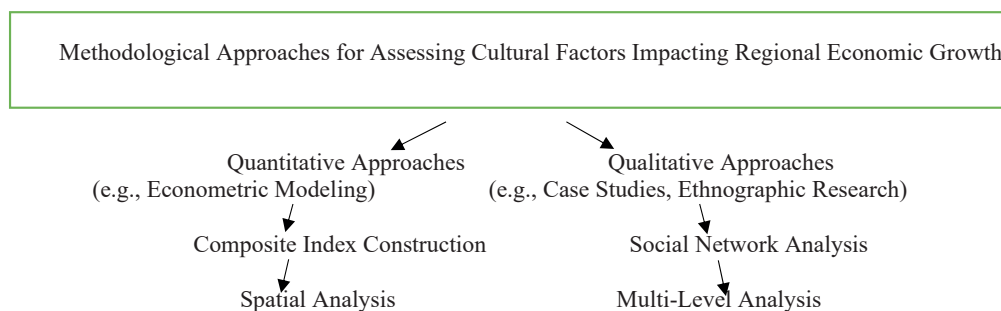 Methodological Approaches for Assessing Cultural Factors Impacting Regional Economic Growth
Quantitative Approaches
(e.g., Econometric Modeling)
Qualitative Approaches
(e.g., Case Studies, Ethnographic Research)
Composite Index Construction
Social Network Analysis
Spatial Analysis
Multi-Level Analysis